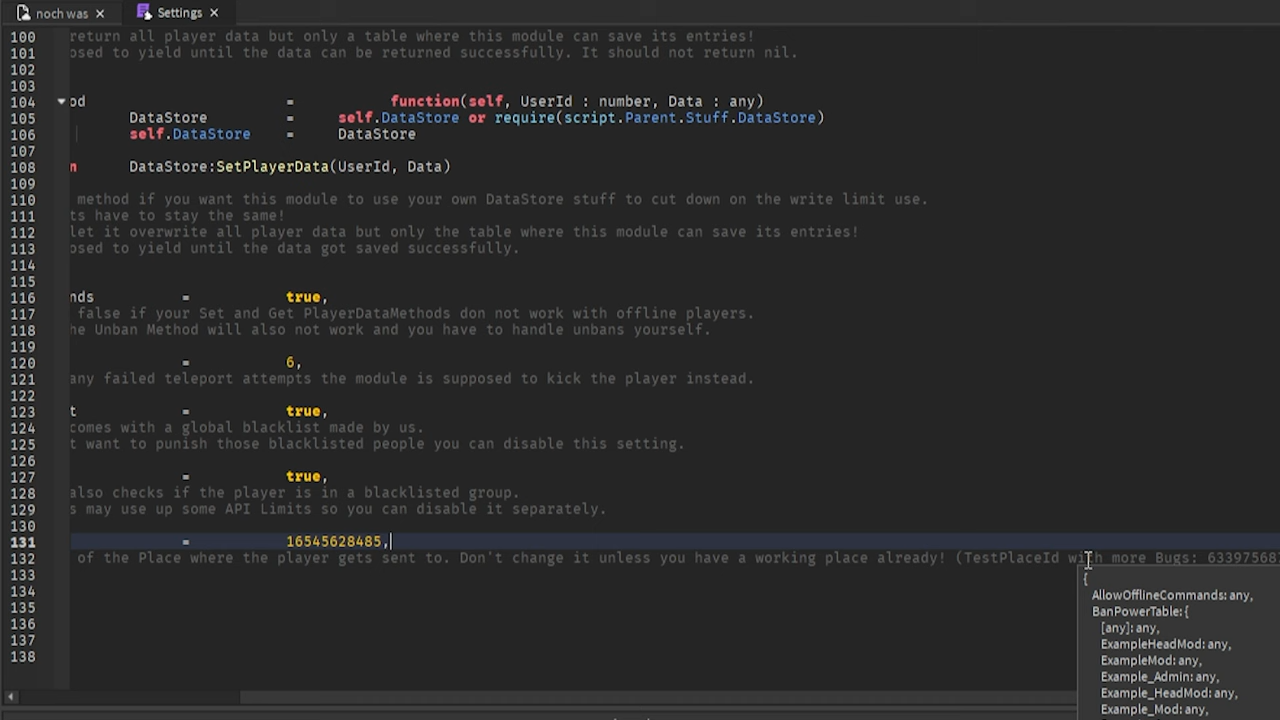 noch was
Settings
100 return all player data but only a table where this module can save its entries!
101 osed to yield until the data can be returned successfully. It should not return nil.
102
103
104 od = function(self, UserId : number, Data : any)
105 DataStore = self.DataStore or require(script.Parent.Stuff.DataStore)
106 self.DataStore = DataStore
107
108 n DataStore:SetPlayerData(UserId, Data)
109
110 method if you want this module to use your own DataStore stuff to cut down on the write limit use.
111 ts have to stay the same!
112 let it overwrite all player data but only the table where this module can save its entries!
113 osed to yield until the data got saved successfully.
114
115
116 nds = true,
117 false if your Set and Get PlayerDataMethods don not work with offline players.
118 he Unban Method will also not work and you have to handle unbans yourself.
119
120 = 6,
121 any failed teleport attempts the module is supposed to kick the player instead.
122
123 t = true,
124 comes with a global blacklist made by us.
125 t want to punish those blacklisted people you can disable this setting.
126
127 = true,
128 also checks if the player is in a blacklisted group.
129 s may use up some API Limits so you can disable it separately.
130
131 = 16545628485,
132 of the Place where the player gets sent to. Don't change it unless you have a working place already! (TestPlaceId with more Bugs: 633975687
133
134
135
136
137
138
{
AllowOfflineCommands: any,
BanPowerTable: {
[any]: any,
ExampleHeadMod: any,
ExampleMod: any,
Example_Admin: any,
Example_HeadMod: any,
Example_Mod: any,